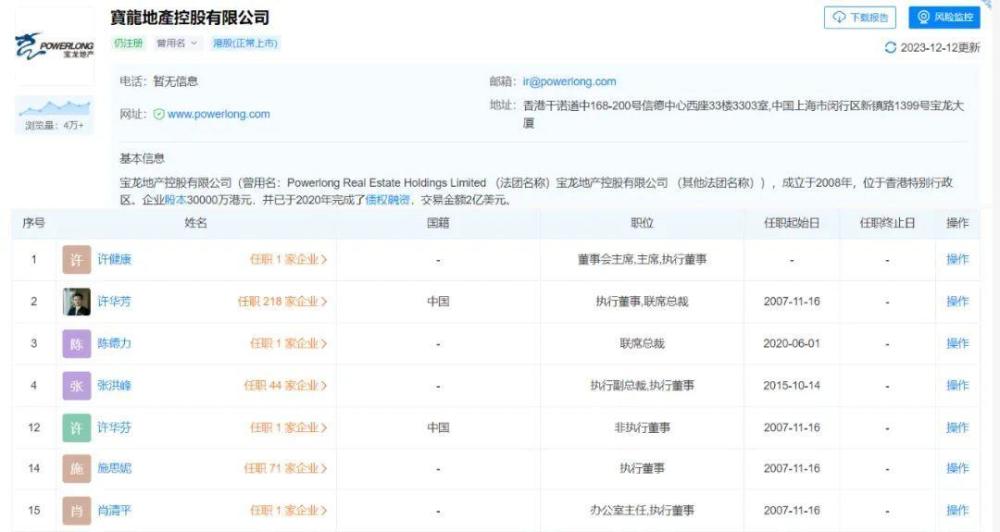 寶龍地產控股有限公司
仍注册 曾用名 港股(正常上市)
下载报告 风险监控
2023-12-12更新
POWERLONG
宝龙地产
浏览量：4万+
电话：暂无信息
邮箱：ir@powerlong.com
网址：www.powerlong.com
地址：香港干诺道中168-200号信德中心西座33楼3303室,中国上海市闵行区新镇路1399号宝龙大
厦
基本信息
宝龙地产控股有限公司（曾用名：Powerlong Real Estate Holdings Limited （法团名称）宝龙地产控股有限公司 （其他法团名称）），成立于2008年，位于香港特别行政
区。企业股本30000万港元，并已于2020年完成了债权融资，交易金额2亿美元。
序号 姓名 国籍 职位 任职起始日 任职终止日 操作
1 许 许健康 任职 1 家企业 - 董事会主席,主席,执行董事 - - 操作
2 许华芳 任职 218 家企业 中国 执行董事,联席总裁 2007-11-16 - 操作
3 陈 陈德力 任职 1 家企业 - 联席总裁 2020-06-01 - 操作
4 张 张洪峰 任职 44 家企业 - 执行副总裁,执行董事 2015-10-14 - 操作
12 许 许华芬 任职 1 家企业 中国 非执行董事 2007-11-16 - 操作
14 施 施思妮 任职 71 家企业 - 执行董事 2007-11-16 - 操作
15 肖 肖清平 任职 1 家企业 - 办公室主任,执行董事 2007-11-16 - 操作